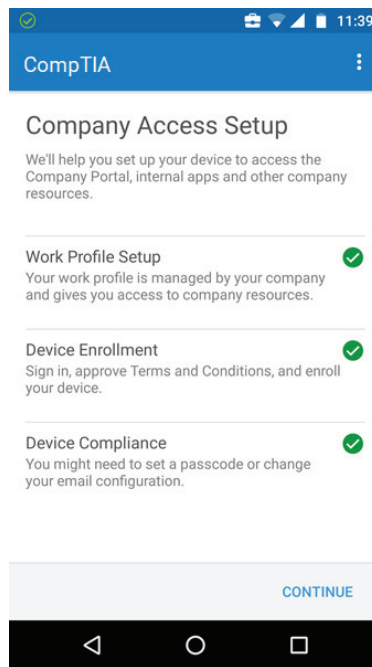 11:39
CompTIA
Company Access Setup
We'll help you set up your device to access the
Company Portal, internal apps and other company
resources.
Work Profile Setup
Your work profile is managed by your company
and gives you access to company resources.
Device Enrollment
Sign in, approve Terms and Conditions, and enroll
your device.
Device Compliance
You might need to set a passcode or change
your email configuration.
CONTINUE